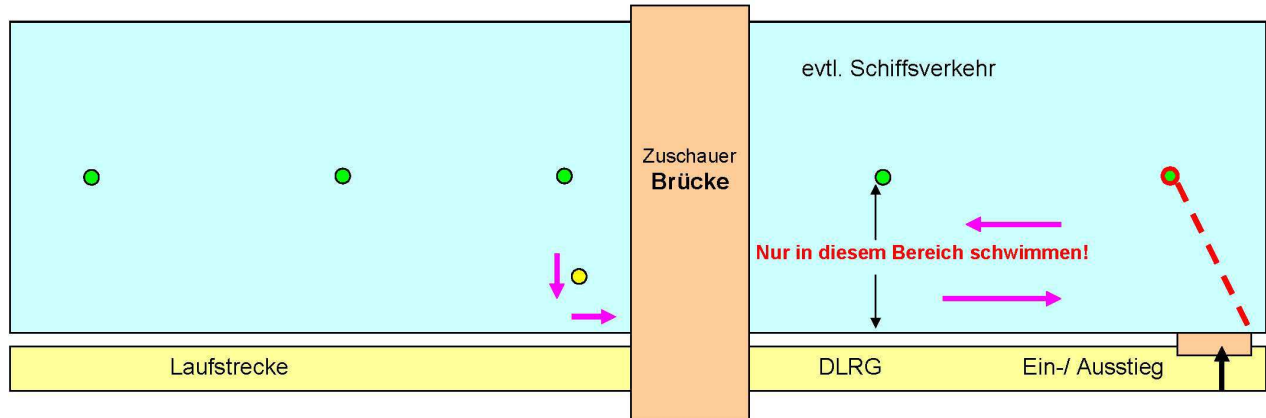 evtl. Schiffsverkehr
Zuschauer
Brücke
Nur in diesem Bereich schwimmen!
Laufstrecke
DLRG
Ein-/ Ausstieg